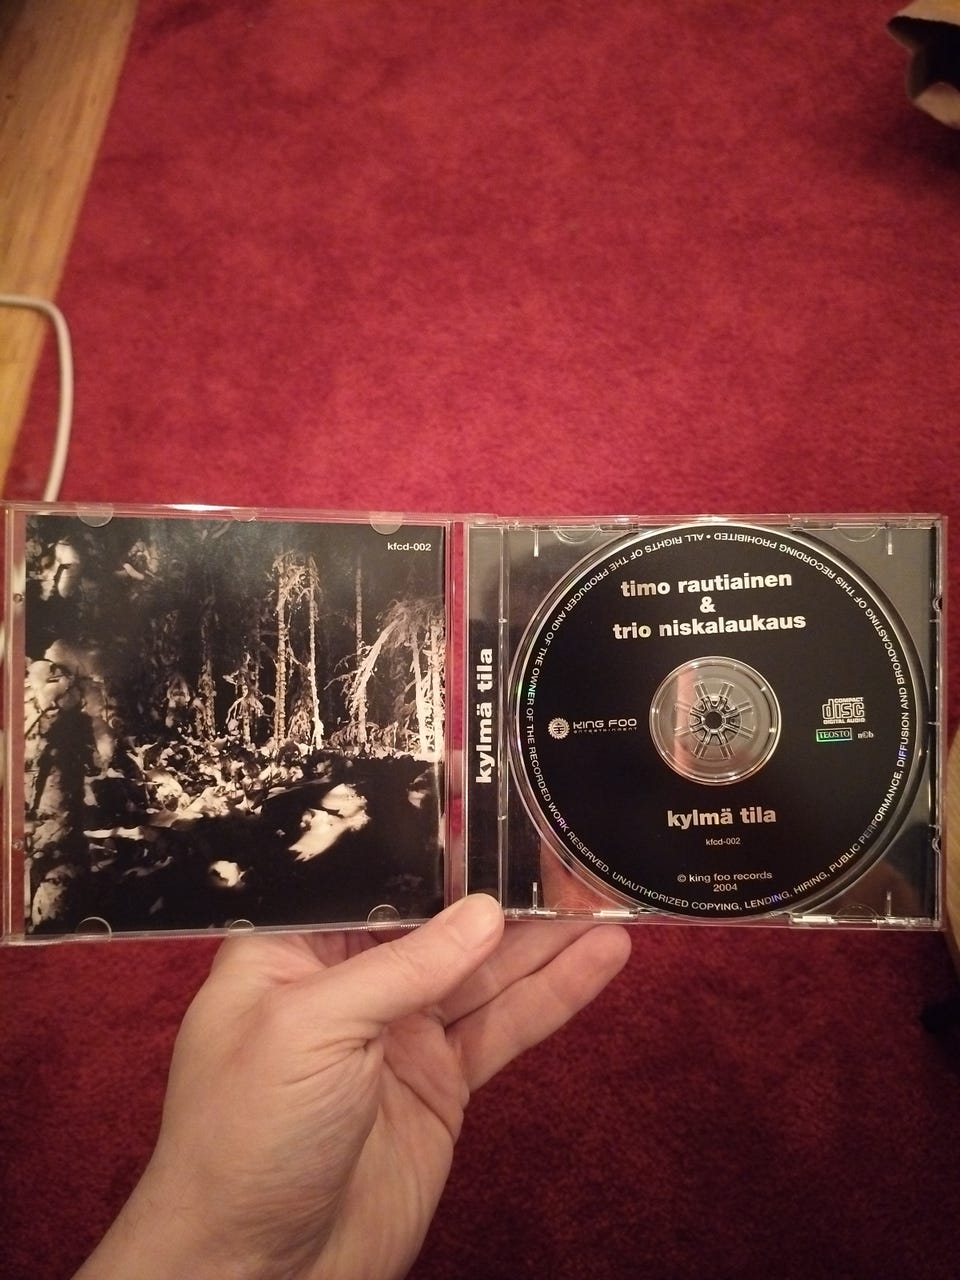 kfcd-002
kylmä tila
timo rautiainen
&
trio niskalaukaus
KING FOO
ENTERTAINMENT
COMPACT
disc
DIGITAL AUDIO
TEOSTO n©b
kylmä tila
kfcd-002
© king foo records
2004
ALL RIGHTS OF THE PRODUCER AND OF THE OWNER OF THE RECORDED WORK RESERVED. UNAUTHORIZED COPYING, LENDING, HIRING, PUBLIC PERFORMANCE, DIFFUSION AND BROADCASTING OF THIS RECORDING PROHIBITED •